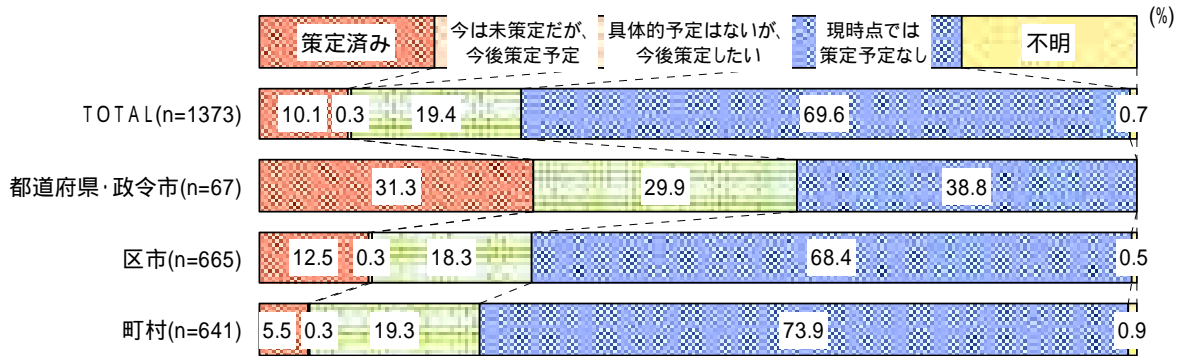 (%)
策定済み
今は未策定だが、
今後策定予定
具体的予定はないが、
今後策定したい
現時点では
策定予定なし
不明
TOTAL(n=1373) 10.1 0.3 19.4 69.6 0.7
都道府県・政令市(n=67) 31.3 29.9 38.8
区市(n=665) 12.5 0.3 18.3 68.4 0.5
町村(n=641) 5.5 0.3 19.3 73.9 0.9